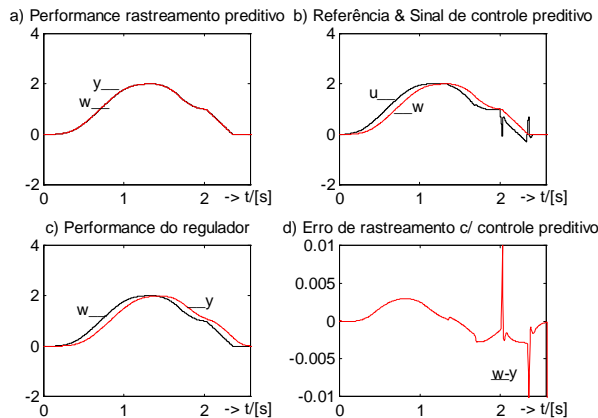 a) Performance rastreamento preditivo
b) Referência & Sinal de controle preditivo
4
y
w
2
0
-2
0
1
2
-> t/[s]
4
u
w
2
0
-2
0
1
2
-> t/[s]
c) Performance do regulador
d) Erro de rastreamento c/ controle preditivo
4
w
y
2
0
-2
0
1
2
-> t/[s]
0.01
0.005
0
-0.005
-0.01
w-y
0
1
2
-> t/[s]